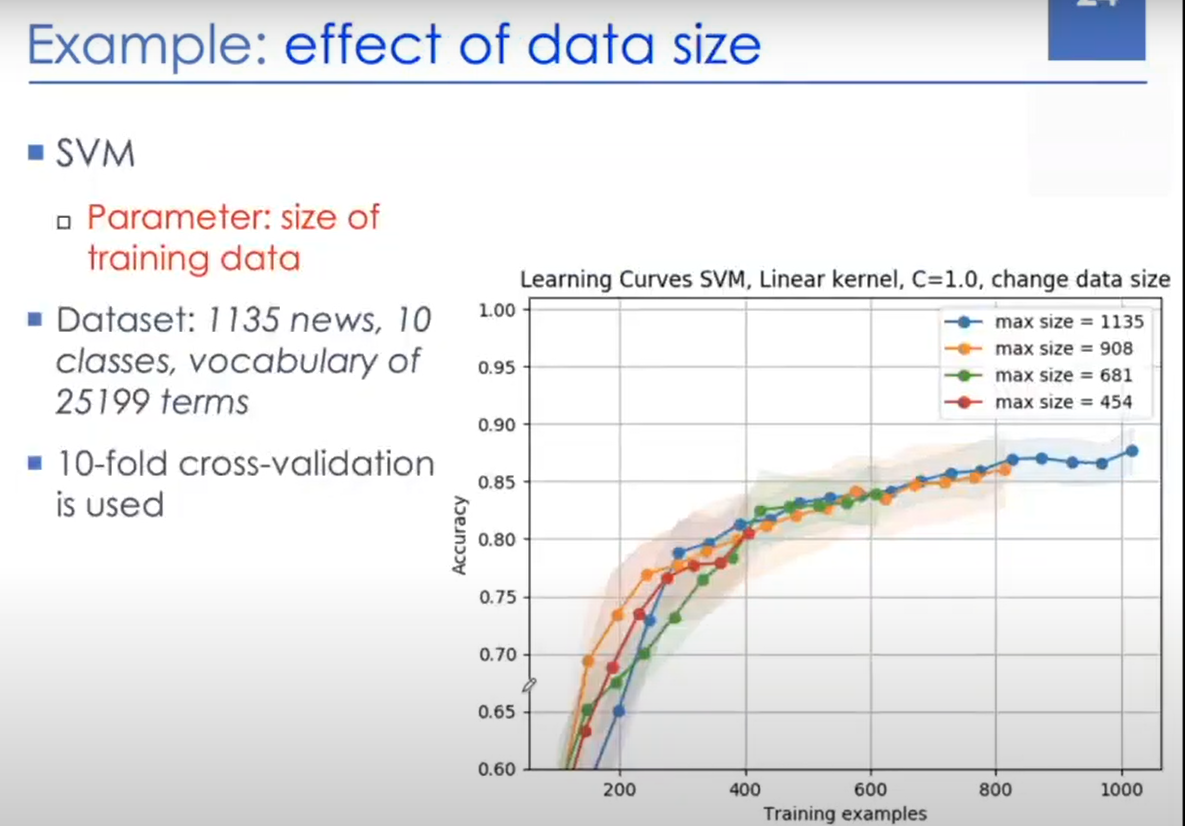 Example: effect of data size
SVM
Parameter: size of
training data
Dataset: 1135 news, 10
classes, vocabulary of
25199 terms
10-fold cross-validation
is used
Learning Curves SVM, Linear kernel, C=1.0, change data size
max size = 1135
max size = 908
max size = 681
max size = 454
1.00
0.95
0.90
0.85
0.80
0.75
0.70
0.65
0.60
Accuracy
200 400 600 800 1000
Training examples